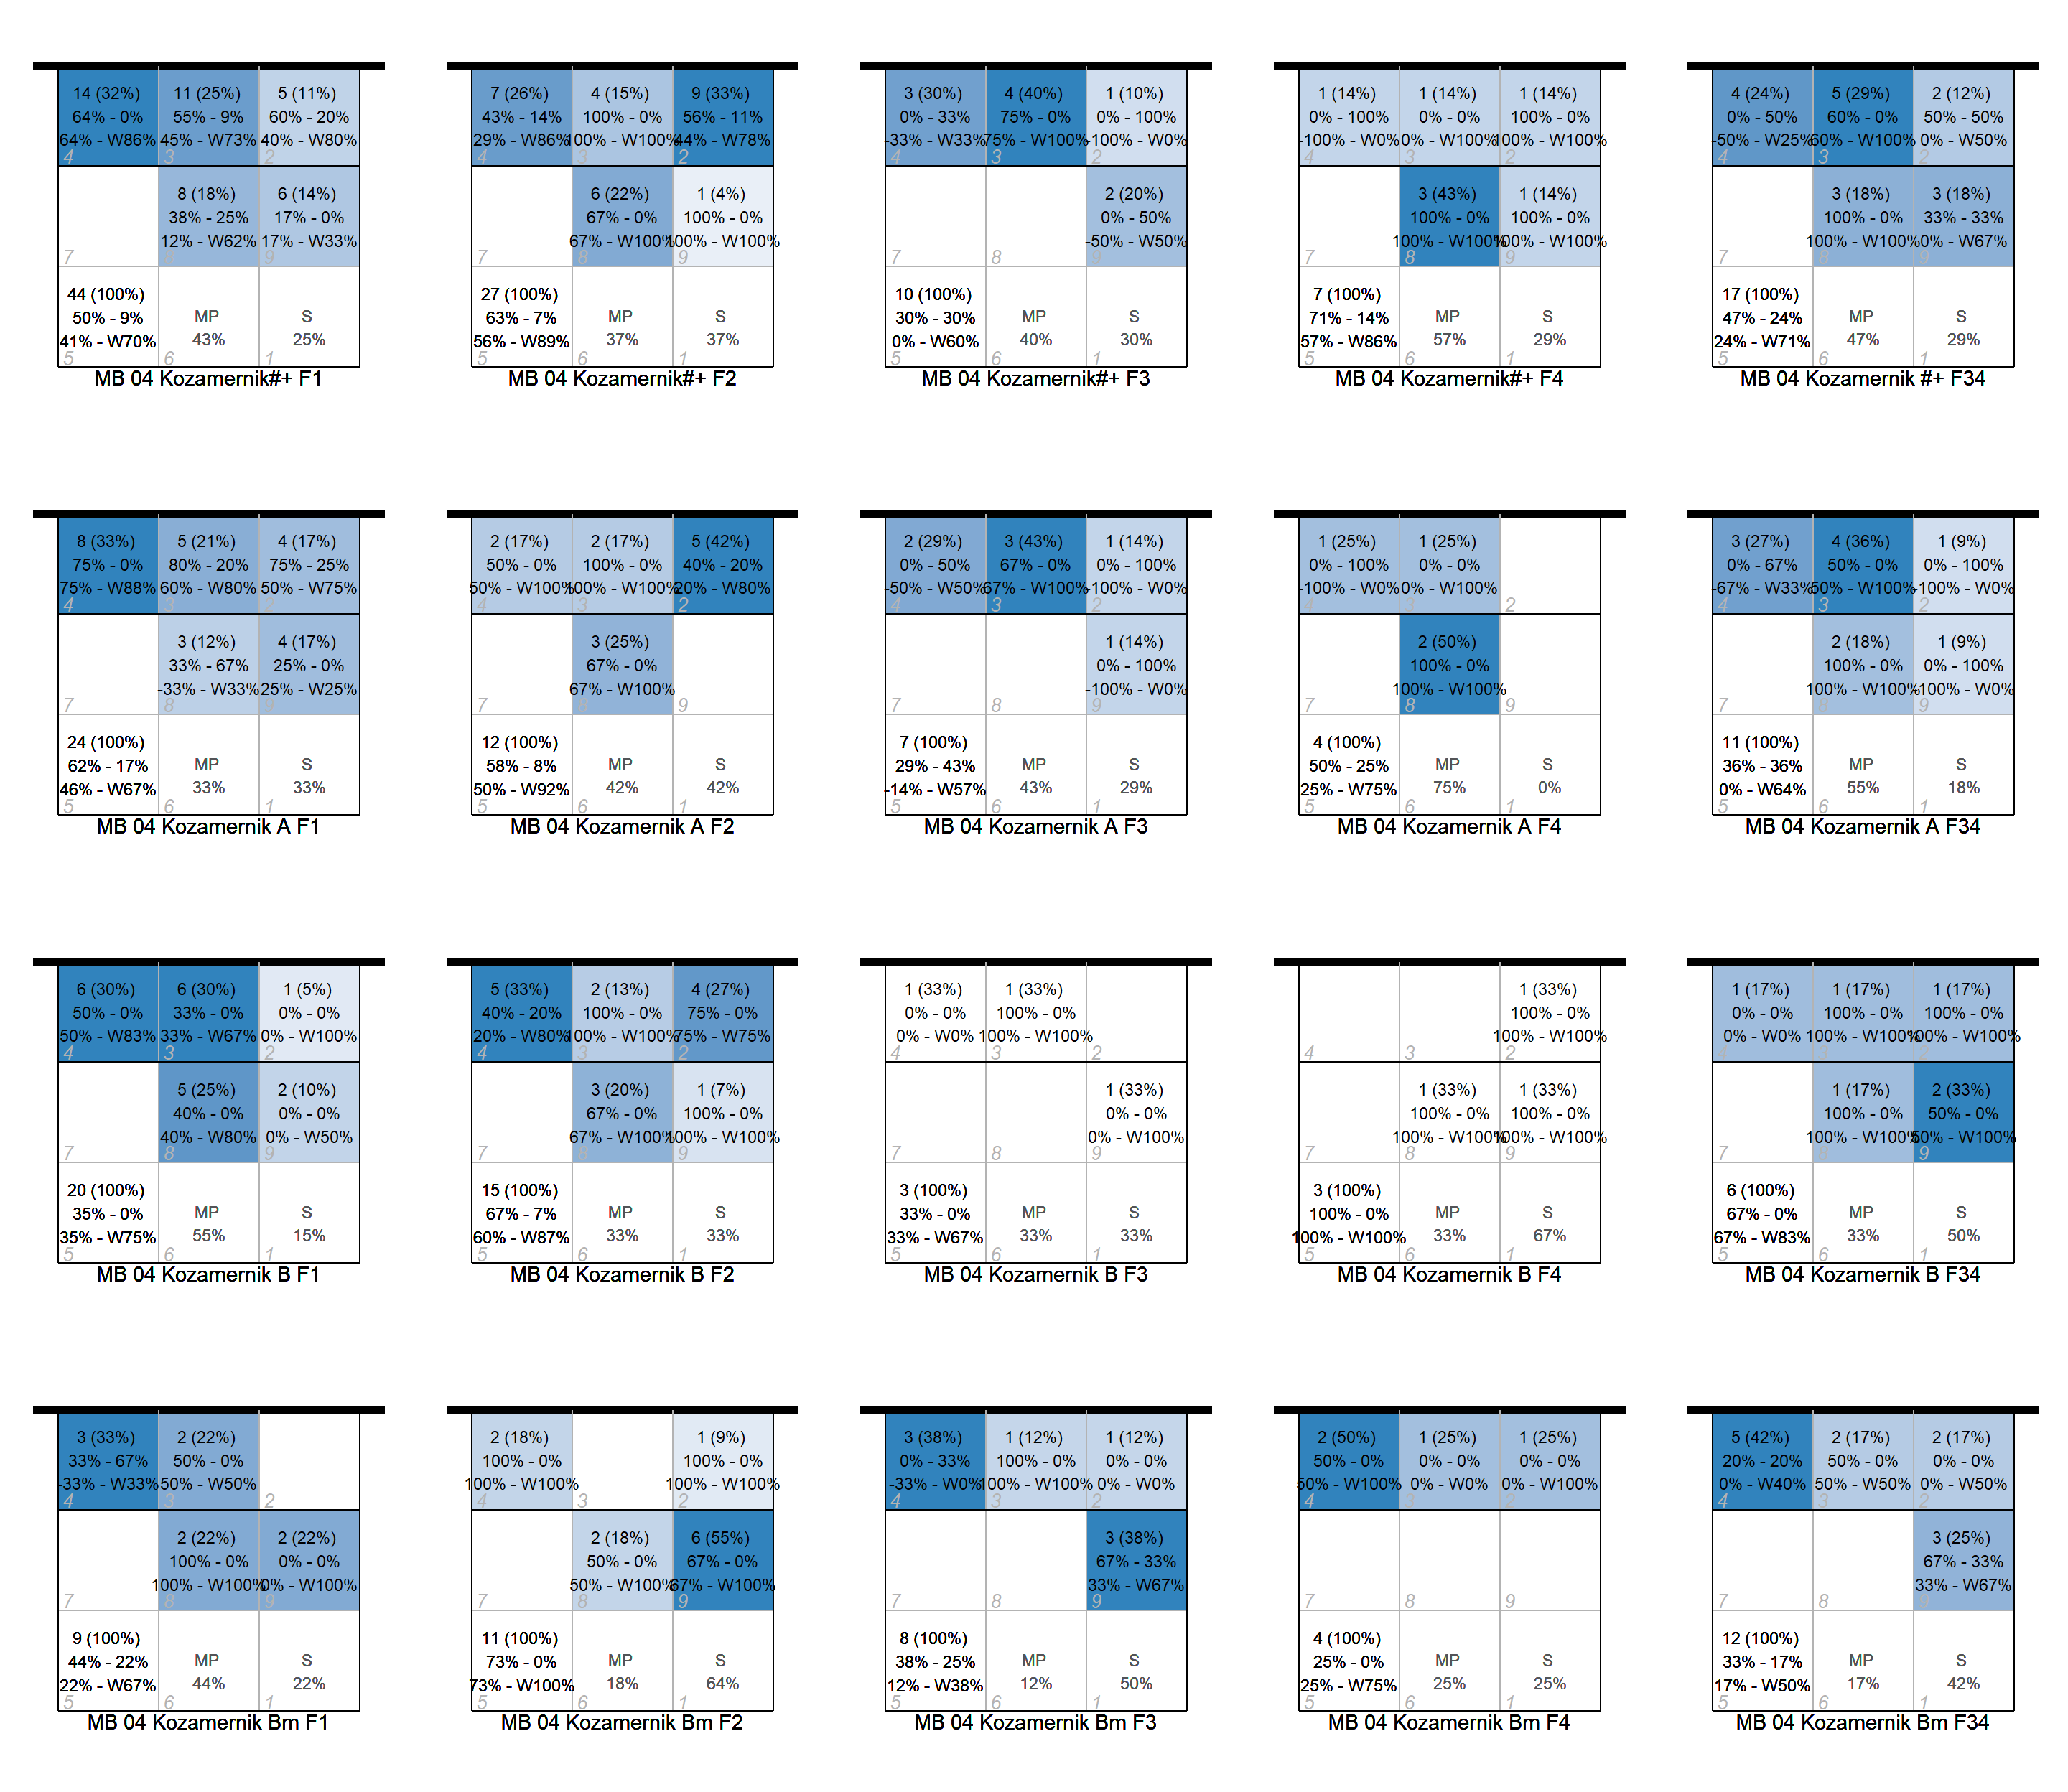 14 (32%) 11 (25%) 5 (11%)
64% - 0% 55% - 9% 60% - 20%
64% - W86% 45% - W73% 40% - W80%
4 3 2
8 (18%) 6 (14%)
38% - 25% 17% - 0%
12% - W62% 17% - W33%
7 8 9
44 (100%)
50% - 9% MP S
41% - W70% 43% 25%
5 6 1
MB 04 Kozamernik#+ F1
7 (26%) 4 (15%) 9 (33%)
43% - 14% 100% - 0% 56% - 11%
29% - W86% 100% - W100% 44% - W78%
4 3 2
6 (22%) 1 (4%)
67% - 0% 100% - 0%
67% - W100% 100% - W100%
7 8 9
27 (100%)
63% - 7% MP S
56% - W89% 37% 37%
5 6 1
MB 04 Kozamernik#+ F2
3 (30%) 4 (40%) 1 (10%)
0% - 33% 75% - 0% 0% - 100%
-33% - W33% 75% - W100% -100% - W0%
4 3 2
2 (20%)
0% - 50%
-50% - W50%
7 8 9
10 (100%)
30% - 30% MP S
0% - W60% 40% 30%
5 6 1
MB 04 Kozamernik#+ F3
1 (14%) 1 (14%) 1 (14%)
0% - 100% 0% - 0% 100% - 0%
-100% - W0% 0% - W100% 100% - W100%
4 3 2
3 (43%) 1 (14%)
100% - 0% 100% - 0%
100% - W100% 100% - W100%
7 8 9
7 (100%)
71% - 14% MP S
57% - W86% 57% 29%
5 6 1
MB 04 Kozamernik#+ F4
4 (24%) 5 (29%) 2 (12%)
0% - 50% 60% - 0% 50% - 50%
-50% - W25% 60% - W100% 0% - W50%
4 3 2
3 (18%) 3 (18%)
100% - 0% 33% - 33%
100% - W100% 0% - W67%
7 8 9
17 (100%)
47% - 24% MP S
24% - W71% 47% 29%
5 6 1
MB 04 Kozamernik #+ F34
8 (33%) 5 (21%) 4 (17%)
75% - 0% 80% - 20% 75% - 25%
75% - W88% 60% - W80% 50% - W75%
4 3 2
3 (12%) 4 (17%)
33% - 67% 25% - 0%
-33% - W33% 25% - W25%
7 8 9
24 (100%)
62% - 17% MP S
46% - W67% 33% 33%
5 6 1
MB 04 Kozamernik A F1
2 (17%) 2 (17%) 5 (42%)
50% - 0% 100% - 0% 40% - 20%
50% - W100% 100% - W100% 20% - W80%
4 3 2
3 (25%)
67% - 0%
67% - W100%
7 8 9
12 (100%)
58% - 8% MP S
50% - W92% 42% 42%
5 6 1
MB 04 Kozamernik A F2
2 (29%) 3 (43%) 1 (14%)
0% - 50% 67% - 0% 0% - 100%
-50% - W50% 67% - W100% -100% - W0%
4 3 2
1 (14%)
0% - 100%
-100% - W0%
7 8 9
7 (100%)
29% - 43% MP S
-14% - W57% 43% 29%
5 6 1
MB 04 Kozamernik A F3
1 (25%) 1 (25%)
0% - 100% 0% - 0%
-100% - W0% 0% - W100%
4 3 2
2 (50%)
100% - 0%
100% - W100%
7 8 9
4 (100%)
50% - 25% MP S
25% - W75% 75% 0%
5 6 1
MB 04 Kozamernik A F4
3 (27%) 4 (36%) 1 (9%)
0% - 67% 50% - 0% 0% - 100%
-67% - W33% 50% - W100% -100% - W0%
4 3 2
2 (18%) 1 (9%)
100% - 0% 0% - 100%
100% - W100% -100% - W0%
7 8 9
11 (100%)
36% - 36% MP S
0% - W64% 55% 18%
5 6 1
MB 04 Kozamernik A F34
6 (30%) 6 (30%) 1 (5%)
50% - 0% 33% - 0% 0% - 0%
50% - W83% 33% - W67% 0% - W100%
4 3 2
5 (25%) 2 (10%)
40% - 0% 0% - 0%
40% - W80% 0% - W50%
7 8 9
20 (100%)
35% - 0% MP S
35% - W75% 55% 15%
5 6 1
MB 04 Kozamernik B F1
5 (33%) 2 (13%) 4 (27%)
40% - 20% 100% - 0% 75% - 0%
20% - W80% 100% - W100% 75% - W75%
4 3 2
3 (20%) 1 (7%)
67% - 0% 100% - 0%
67% - W100% 100% - W100%
7 8 9
15 (100%)
67% - 7% MP S
60% - W87% 33% 33%
5 6 1
MB 04 Kozamernik B F2
1 (33%) 1 (33%)
0% - 0% 100% - 0%
0% - W0% 100% - W100%
4 3 2
1 (33%)
0% - 0%
0% - W100%
7 8 9
3 (100%)
33% - 0% MP S
33% - W67% 33% 33%
5 6 1
MB 04 Kozamernik B F3
1 (33%)
100% - 0%
100% - W100%
4 3 2
1 (33%) 1 (33%)
100% - 0% 100% - 0%
100% - W100% 100% - W100%
7 8 9
3 (100%)
100% - 0% MP S
100% - W100% 33% 67%
5 6 1
MB 04 Kozamernik B F4
1 (17%) 1 (17%) 1 (17%)
0% - 0% 100% - 0% 100% - 0%
0% - W0% 100% - W100% 100% - W100%
4 3 2
1 (17%) 2 (33%)
100% - 0% 50% - 0%
100% - W100% 50% - W100%
7 8 9
6 (100%)
67% - 0% MP S
67% - W83% 33% 50%
5 6 1
MB 04 Kozamernik B F34
3 (33%) 2 (22%)
33% - 67% 50% - 0%
-33% - W33% 50% - W50%
4 3 2
2 (22%) 2 (22%)
100% - 0% 0% - 0%
100% - W100% 0% - W100%
7 8 9
9 (100%)
44% - 22% MP S
22% - W67% 44% 22%
5 6 1
MB 04 Kozamernik Bm F1
2 (18%) 1 (9%)
100% - 0% 100% - 0%
100% - W100% 100% - W100%
4 3 2
2 (18%) 6 (55%)
50% - 0% 67% - 0%
50% - W100% 67% - W100%
7 8 9
11 (100%)
73% - 0% MP S
73% - W100% 18% 64%
5 6 1
MB 04 Kozamernik Bm F2
3 (38%) 1 (12%) 1 (12%)
0% - 33% 100% - 0% 0% - 0%
-33% - W0% 100% - W100% 0% - W0%
4 3 2
3 (38%)
67% - 33%
33% - W67%
7 8 9
8 (100%)
38% - 25% MP S
12% - W38% 12% 50%
5 6 1
MB 04 Kozamernik Bm F3
2 (50%) 1 (25%) 1 (25%)
50% - 0% 0% - 0% 0% - 0%
50% - W100% 0% - W0% 0% - W100%
4 3 2
7 8 9
4 (100%)
25% - 0% MP S
25% - W75% 25% 25%
5 6 1
MB 04 Kozamernik Bm F4
5 (42%) 2 (17%) 2 (17%)
20% - 20% 50% - 0% 0% - 0%
0% - W40% 50% - W50% 0% - W50%
4 3 2
3 (25%)
67% - 33%
33% - W67%
7 8 9
12 (100%)
33% - 17% MP S
17% - W50% 17% 42%
5 6 1
MB 04 Kozamernik Bm F34